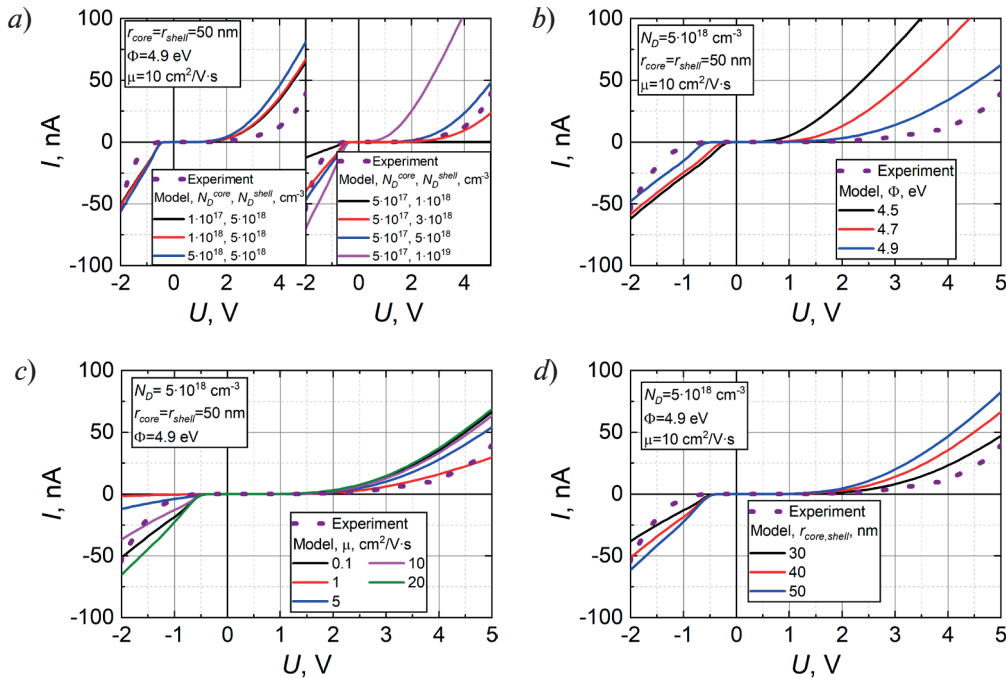 a)
r_core=r_shell=50 nm
Φ=4.9 eV
μ=10 cm²/V·s
I, nA
100
50
0
-50
-100
Experiment
Model, N_D^core, N_D^shell, cm⁻³
1·10¹⁷, 5·10¹⁸
1·10¹⁸, 5·10¹⁸
5·10¹⁸, 5·10¹⁸
-2 0 2 4
U, V
Experiment
Model, N_D^core, N_D^shell, cm⁻³
5·10¹⁷, 1·10¹⁸
5·10¹⁷, 3·10¹⁸
5·10¹⁷, 5·10¹⁸
5·10¹⁷, 1·10¹⁹
-2 0 2 4
U, V
b)
N_D=5·10¹⁸ cm⁻³
r_core=r_shell=50 nm
μ=10 cm²/V·s
I, nA
100
50
0
-50
-100
Experiment
Model, Φ, eV
4.5
4.7
4.9
-2 -1 0 1 2 3 4 5
U, V
c)
N_D= 5·10¹⁸ cm⁻³
r_core=r_shell=50 nm
Φ=4.9 eV
I, nA
100
50
0
-50
-100
Experiment
Model, μ, cm²/V·s
0.1 10
1 20
5
-2 -1 0 1 2 3 4 5
U, V
d)
N_D=5·10¹⁸ cm⁻³
Φ=4.9 eV
μ=10 cm²/V·s
I, nA
100
50
0
-50
-100
Experiment
Model, r_core,shell, nm
30
40
50
-2 -1 0 1 2 3 4 5
U, V